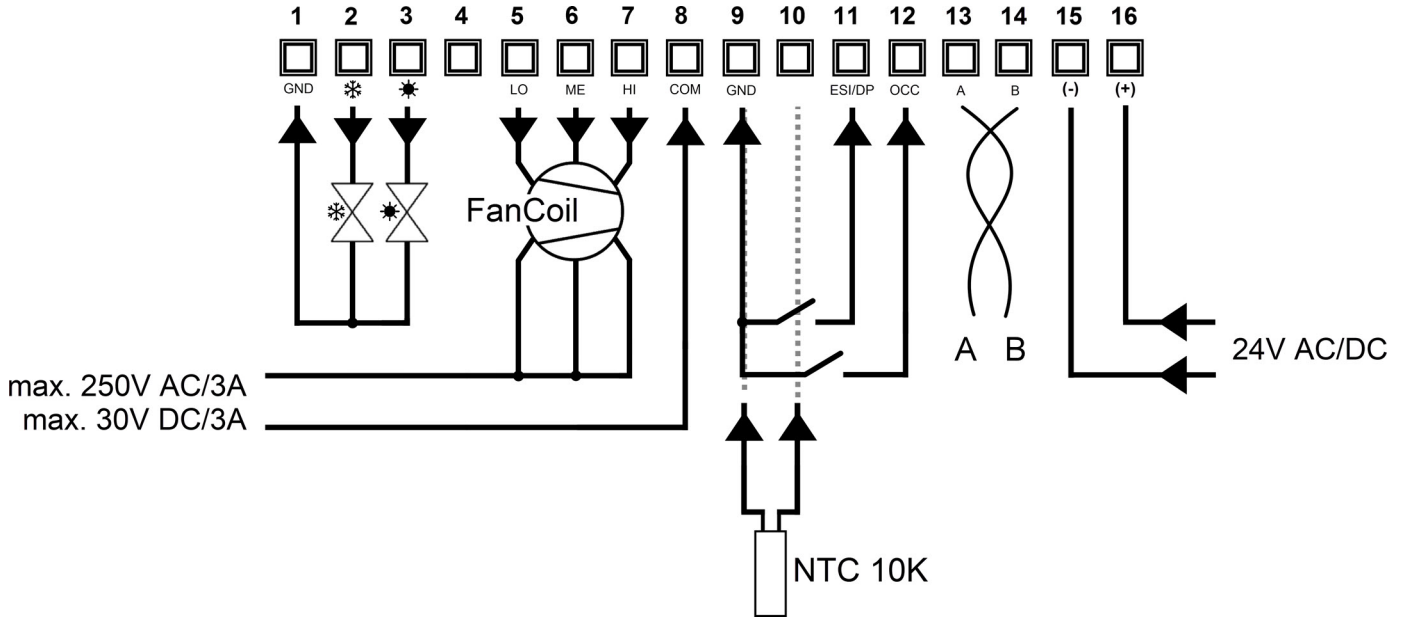 1 2 3 4 5 6 7 8 9 10 11 12 13 14 15 16
GND LO ME HI COM GND ESI/DP OCC A B (-) (+)
FanCoil
A B
24V AC/DC
max. 250V AC/3A
max. 30V DC/3A
NTC 10K